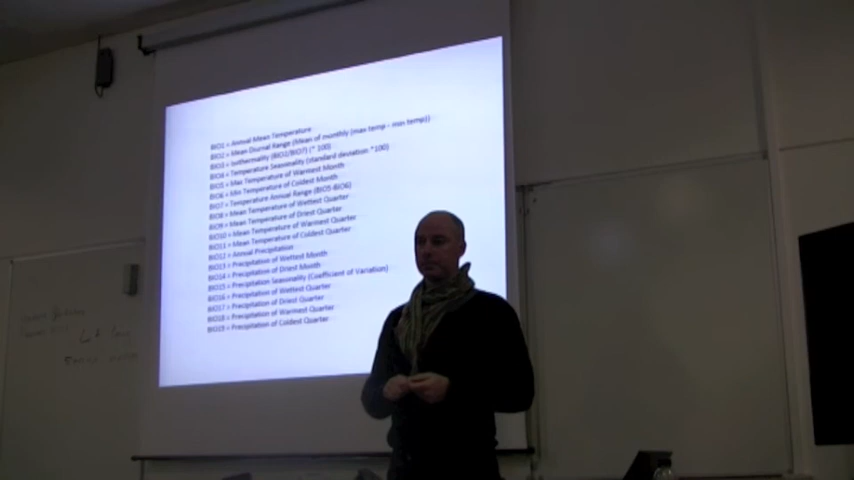 BIO1 = Annual Mean Temperature
BIO2 = Mean Diurnal Range (Mean of monthly (max temp - min temp))
BIO3 = Isothermality (BIO2/BIO7) (* 100)
BIO4 = Temperature Seasonality (standard deviation *100)
BIO5 = Max Temperature of Warmest Month
BIO6 = Min Temperature of Coldest Month
BIO7 = Temperature Annual Range (BIO5-BIO6)
BIO8 = Mean Temperature of Wettest Quarter
BIO9 = Mean Temperature of Driest Quarter
BIO10 = Mean Temperature of Warmest Quarter
BIO11 = Mean Temperature of Coldest Quarter
BIO12 = Annual Precipitation
BIO13 = Precipitation of Wettest Month
BIO14 = Precipitation of Driest Month
BIO15 = Precipitation Seasonality (Coefficient of Variation)
BIO16 = Precipitation of Wettest Quarter
BIO17 = Precipitation of Driest Quarter
BIO18 = Precipitation of Warmest Quarter
BIO19 = Precipitation of Coldest Quarter